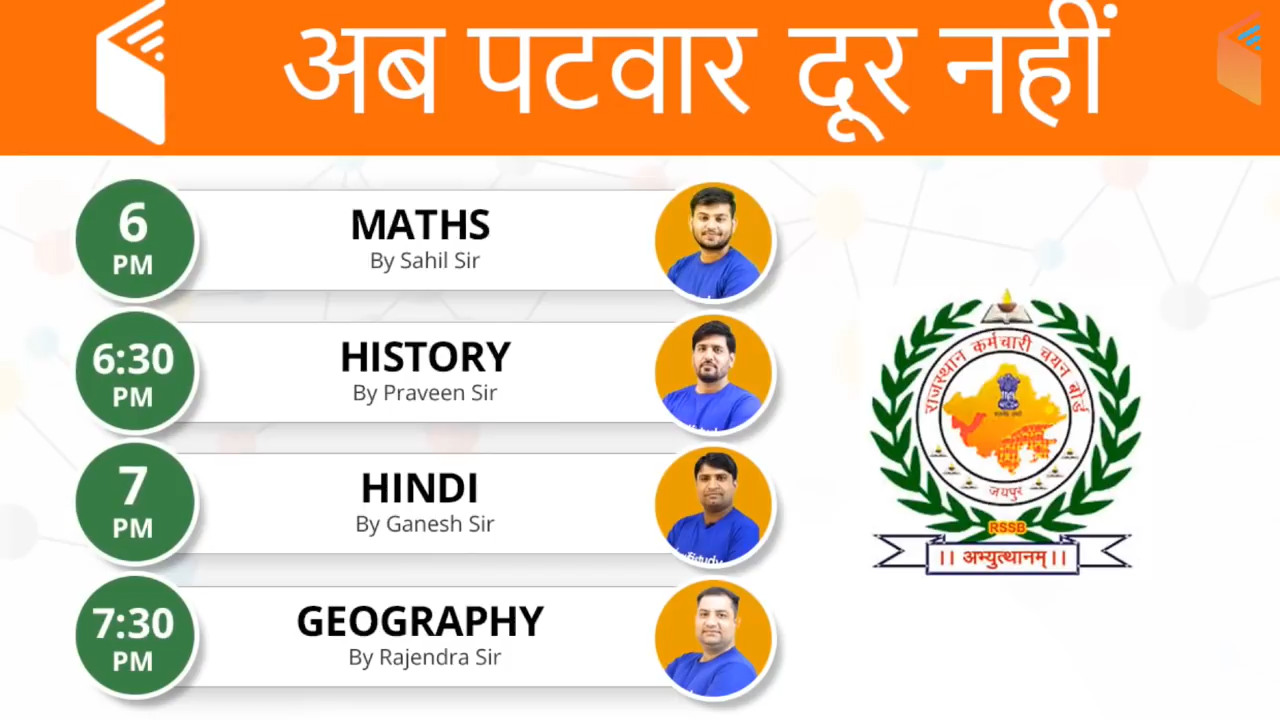 अब पटवार दूर नहीं
6
PM
MATHS
By Sahil Sir
6:30
PM
HISTORY
By Praveen Sir
7
PM
HINDI
By Ganesh Sir
7:30
PM
GEOGRAPHY
By Rajendra Sir
राजस्थान कर्मचारी चयन बोर्ड
जयपुर
RSSB
।। अभ्युत्थानम् ।।